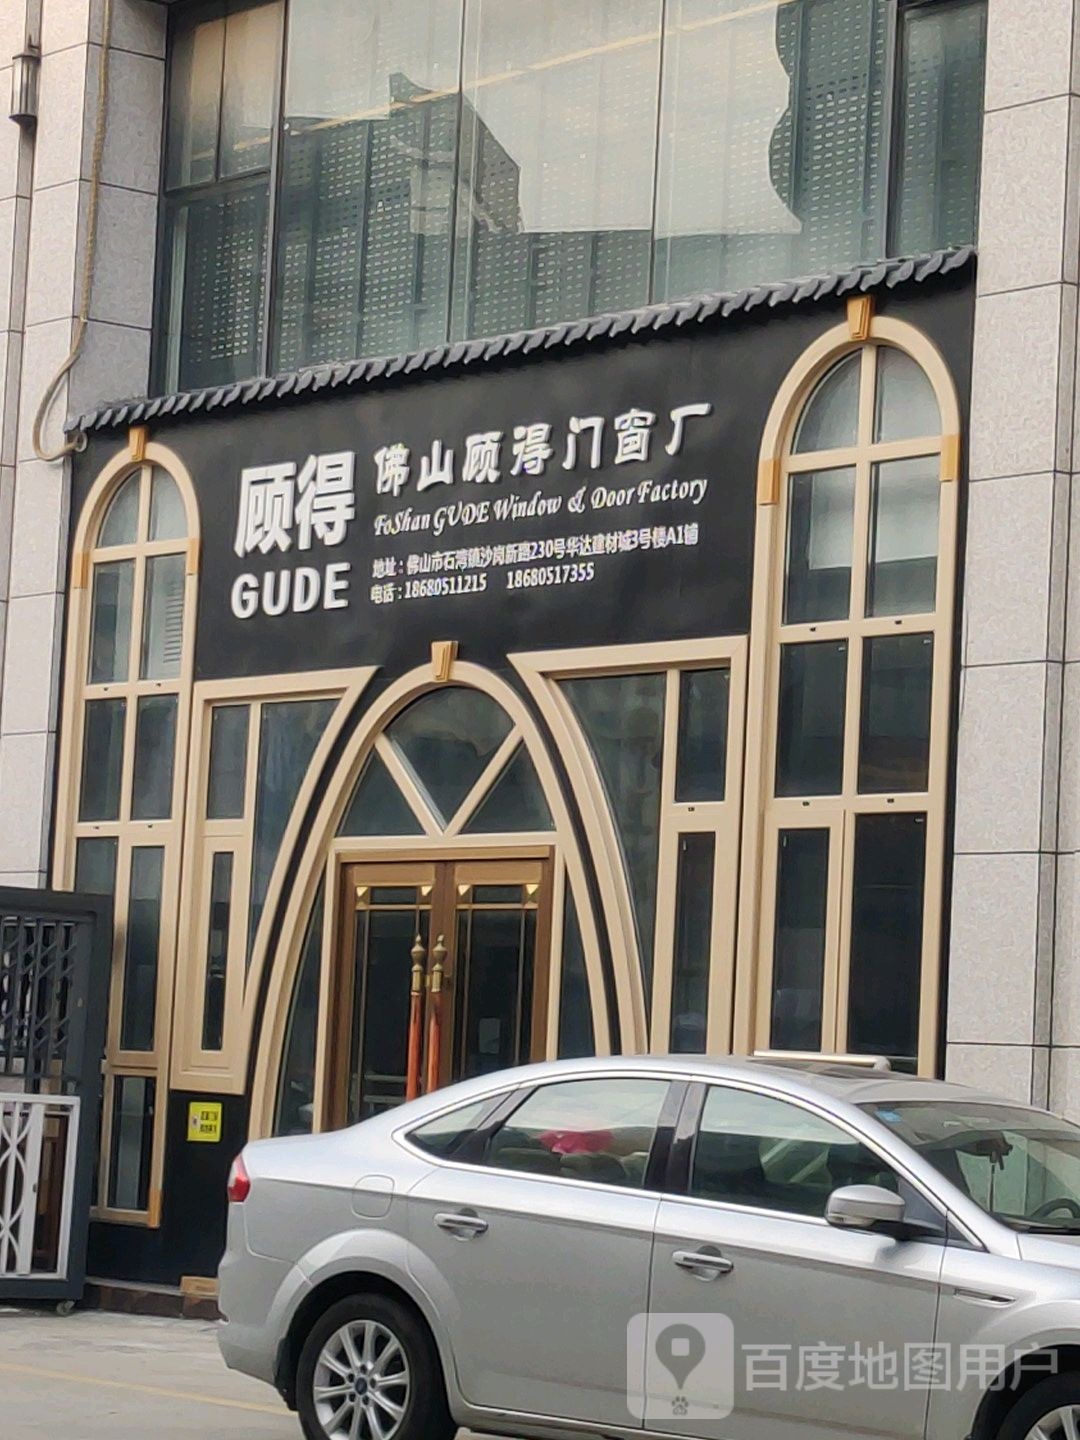 顾得
GUDE
佛山顾得门窗厂
FoShan GUDE Window & Door Factory
地址：佛山市石湾镇沙岗新路230号华达建材城3号楼A1铺
电话：18680511215 18680517355
百度地图用户